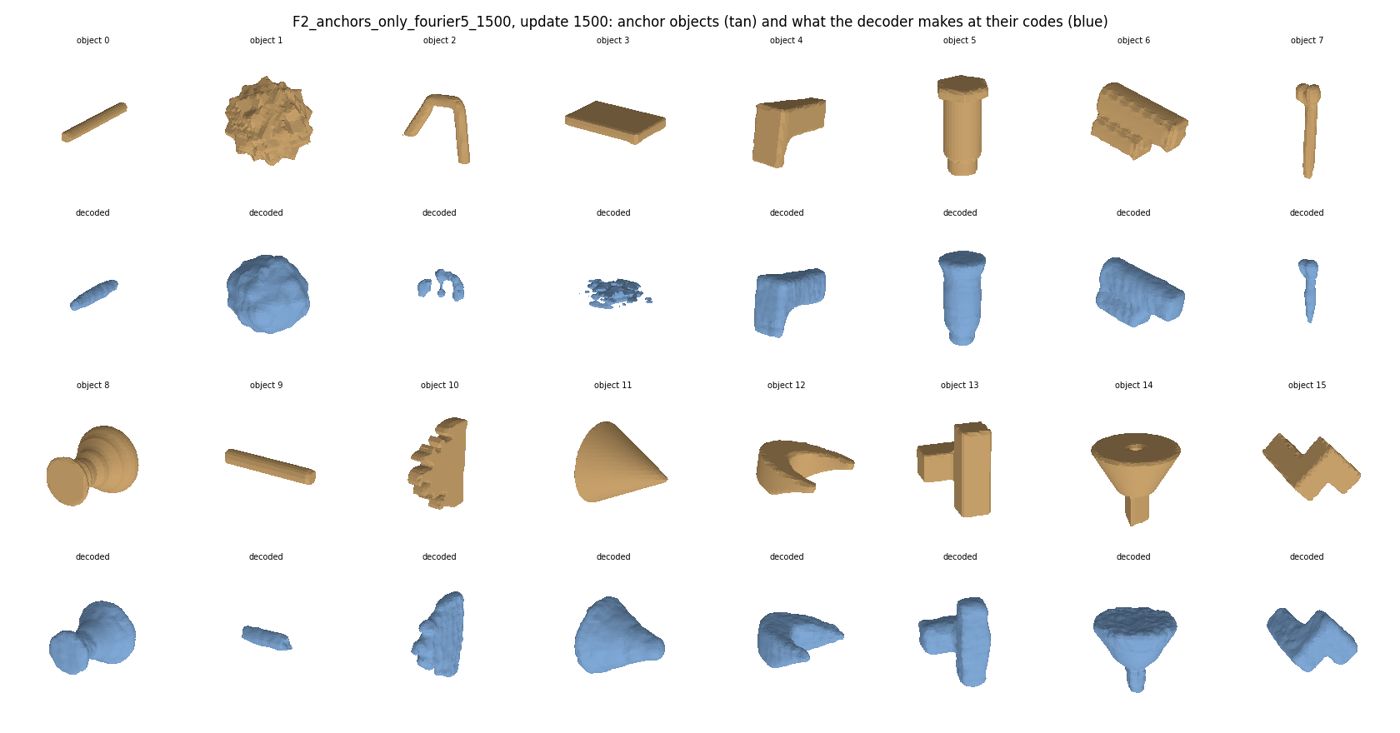 F2_anchors_only_fourier5_1500, update 1500: anchor objects (tan) and what the decoder makes at their codes (blue)
object 0 object 1 object 2 object 3 object 4 object 5 object 6 object 7
decoded decoded decoded decoded decoded decoded decoded decoded
object 8 object 9 object 10 object 11 object 12 object 13 object 14 object 15
decoded decoded decoded decoded decoded decoded decoded decoded